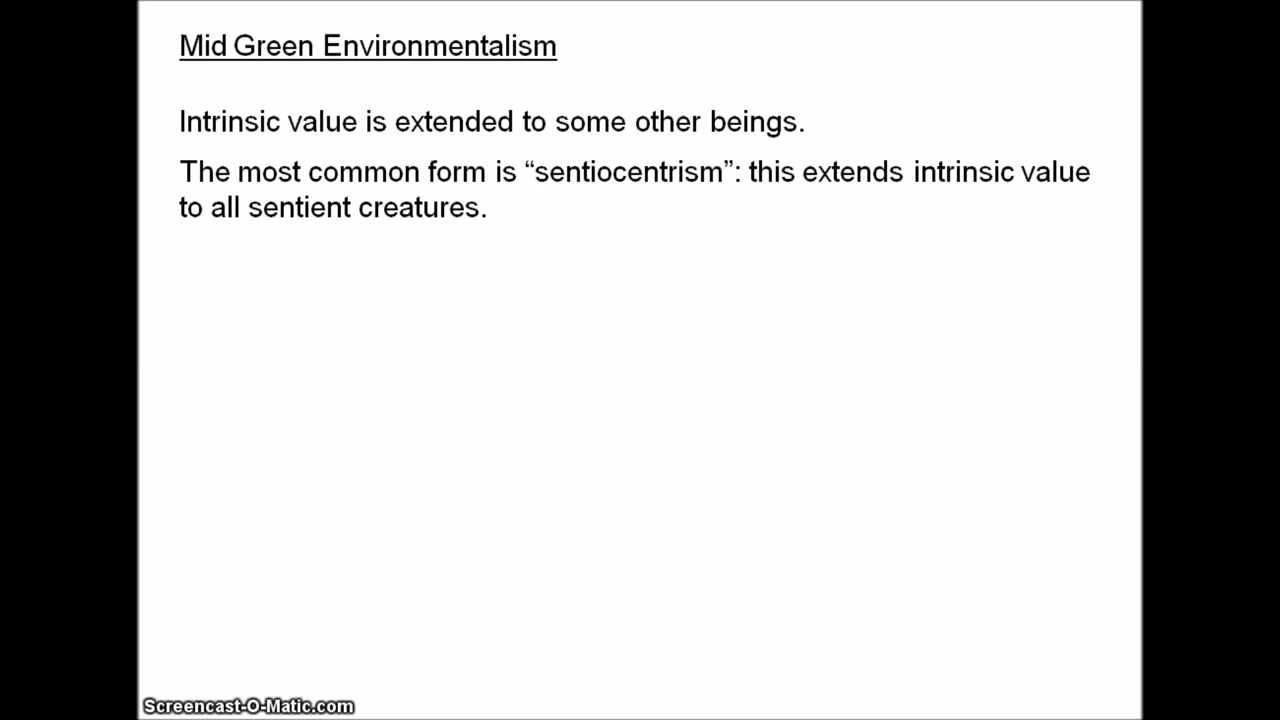 Mid Green Environmentalism
Intrinsic value is extended to some other beings.
The most common form is “sentiocentrism”: this extends intrinsic value
to all sentient creatures.
Screencast-O-Matic.com